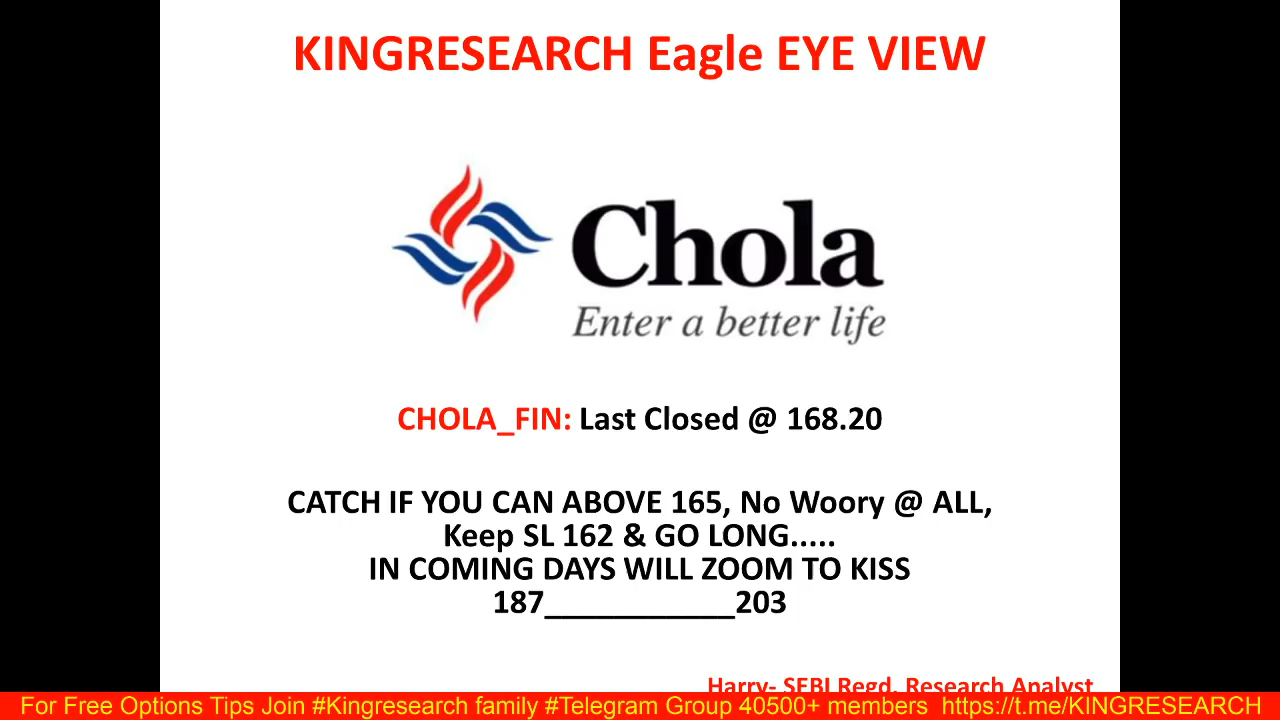 KINGRESEARCH Eagle EYE VIEW
Chola
Enter a better life
CHOLA_FIN: Last Closed @ 168.20
CATCH IF YOU CAN ABOVE 165, No Woory @ ALL,
Keep SL 162 & GO LONG.....
IN COMING DAYS WILL ZOOM TO KISS
187___________203
Harry- SEBI Regd. Research Analyst
For Free Options Tips Join #Kingresearch family #Telegram Group 40500+ members https://t.me/KINGRESEARCH